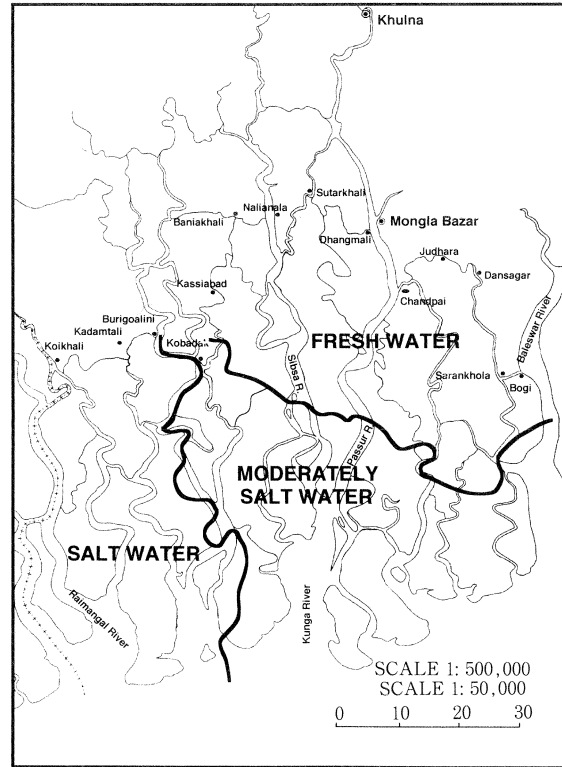 Khulna
Sutarkhali
Nalianala
Baniakhali
Mongla Bazar
Dhangmali
Judhara
Dansagar
Kassiabad
Chandpai
Baleswar River
Burigoalini
Kadamtali
Koikhali
FRESH WATER
Sibsa R.
Sarankhola
Bogi
Passur R.
MODERATELY
SALT WATER
SALT WATER
Raimangal River
Kunga River
SCALE 1: 500,000
SCALE 1: 50,000
0 10 20 30